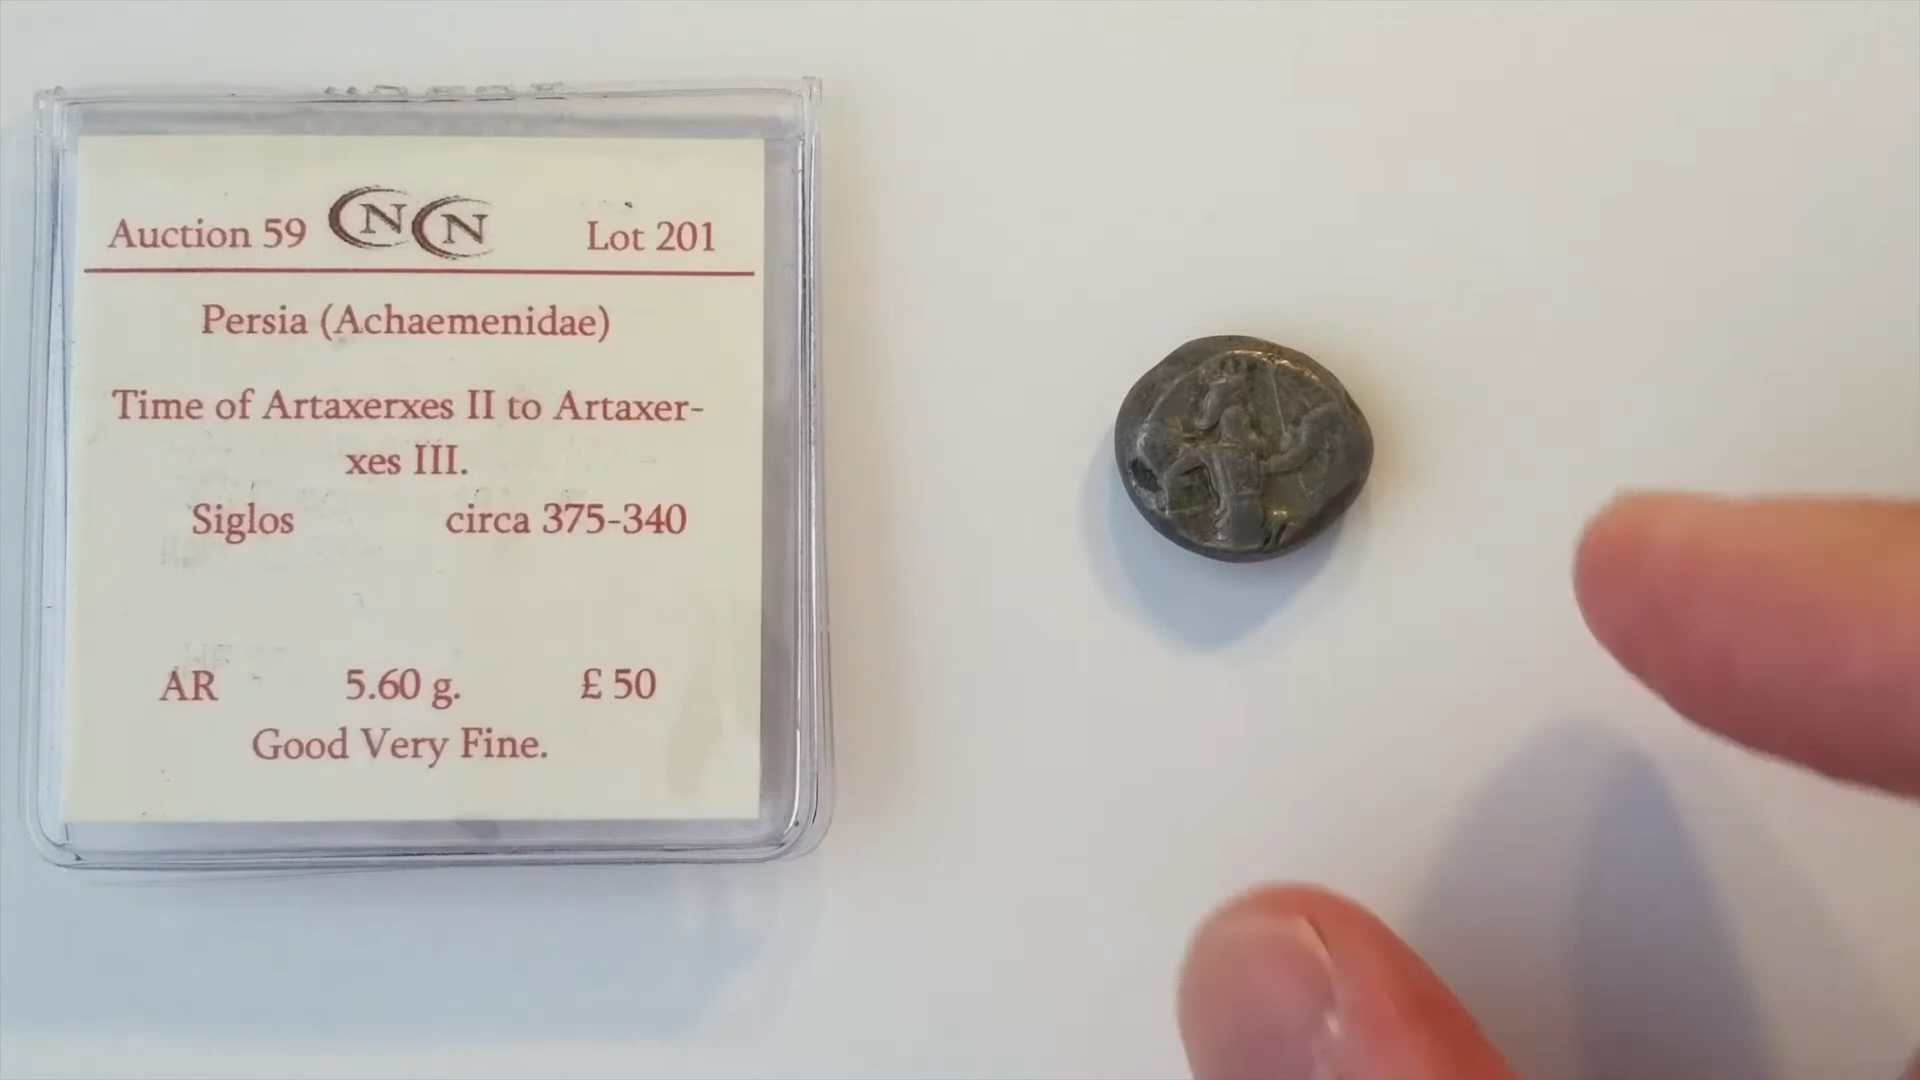 Auction 59 NN Lot 201
Persia (Achaemenidae)
Time of Artaxerxes II to Artaxer-
xes III.
Siglos circa 375-340
AR 5.60 g. £ 50
Good Very Fine.